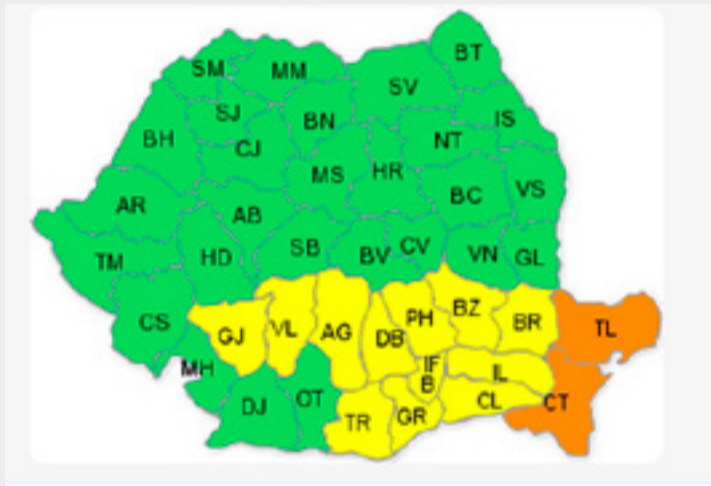 BT
SM MM SV
SJ BN IS
BH CJ NT
MS HR BC VS
AR AB
TM HD SB BV CV VN GL
CS GJ VL AG DB PH BZ BR TL
MH IF IL
B
DJ OT TR GR CL CT